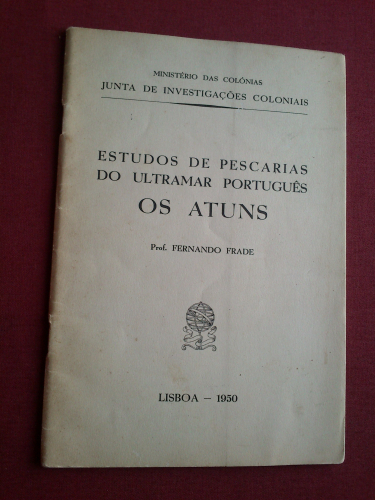 MINISTÉRIO DAS COLÓNIAS
JUNTA DE INVESTIGAÇÕES COLONIAIS
ESTUDOS DE PESCARIAS
DO ULTRAMAR PORTUGUÊS
OS ATUNS
Prof. FERNANDO FRADE
LISBOA — 1950